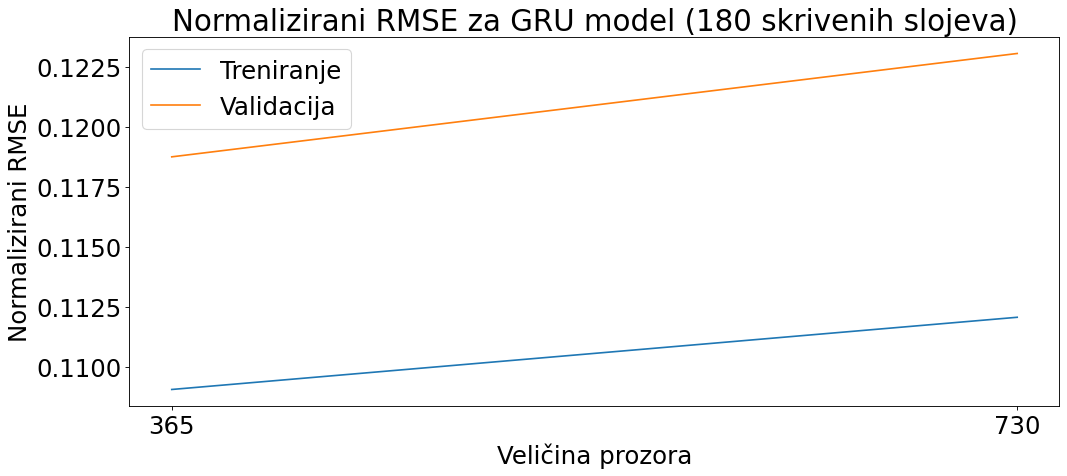 Normalizirani RMSE za GRU model (180 skrivenih slojeva)
Normalizirani RMSE
0.1225
0.1200
0.1175
0.1150
0.1125
0.1100
Treniranje
Validacija
365
730
Veličina prozora